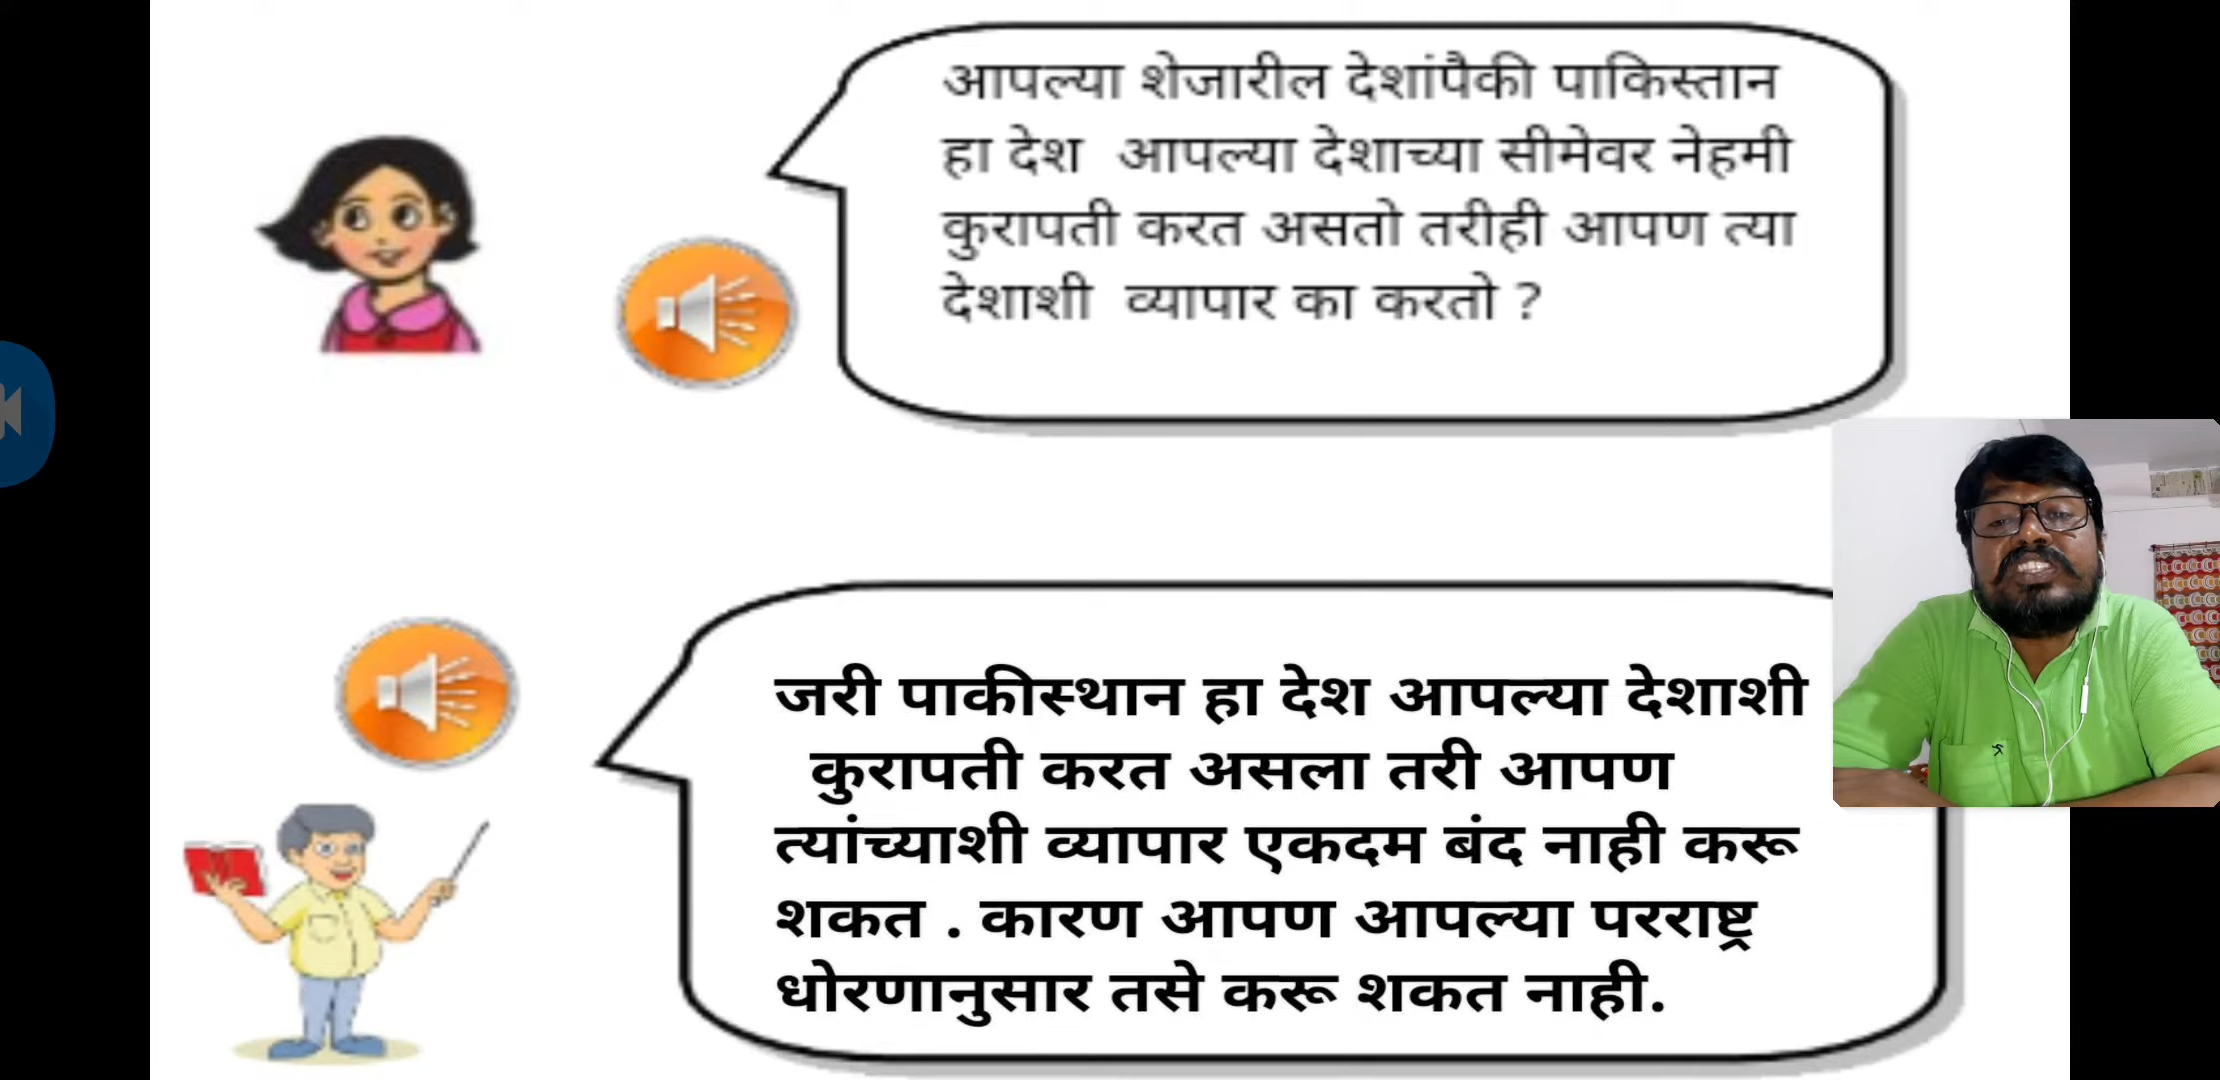 आपल्या शेजारील देशांपैकी पाकिस्तान
हा देश आपल्या देशाच्या सीमेवर नेहमी
कुरापती करत असतो तरीही आपण त्या
देशाशी व्यापार का करतो ?
जरी पाकीस्थान हा देश आपल्या देशाशी
कुरापती करत असला तरी आपण
त्यांच्याशी व्यापार एकदम बंद नाही करू
शकत . कारण आपण आपल्या परराष्ट्र
धोरणानुसार तसे करू शकत नाही.